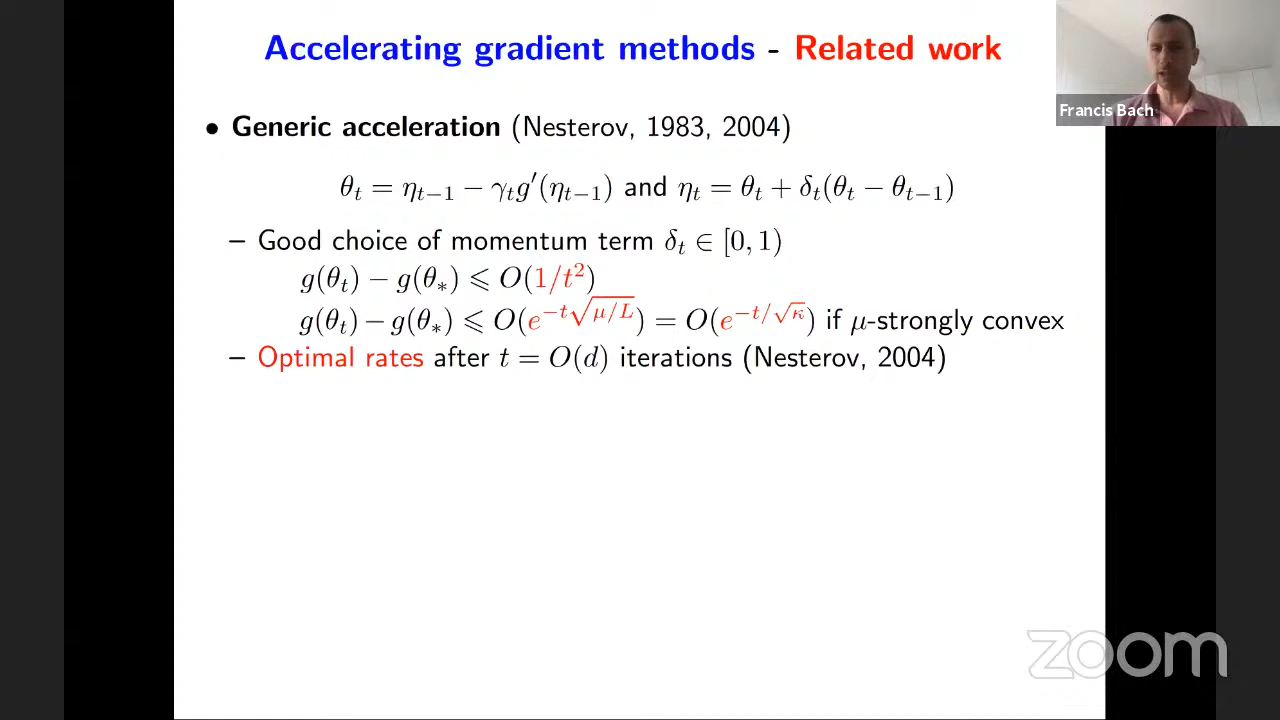 Accelerating gradient methods - Related work
Francis Bach
• Generic acceleration (Nesterov, 1983, 2004)
θ_t = η_{t−1} − γ_t g′(η_{t−1}) and η_t = θ_t + δ_t(θ_t − θ_{t−1})
– Good choice of momentum term δ_t ∈ [0, 1)
g(θ_t) − g(θ_*) ⩽ O(1/t²)
g(θ_t) − g(θ_*) ⩽ O(e^{−t√(μ/L)}) = O(e^{−t/√κ}) if μ-strongly convex
– Optimal rates after t = O(d) iterations (Nesterov, 2004)
zoom